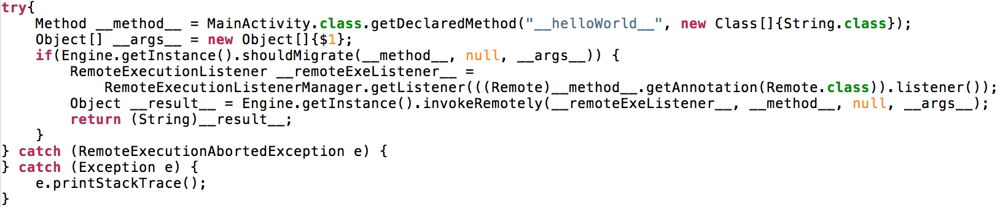 try{
    Method __method__ = MainActivity.class.getDeclaredMethod("__helloWorld__", new Class[]{String.class});
    Object[] __args__ = new Object[]{$1};
    if(Engine.getInstance().shouldMigrate(__method__, null, __args__)) {
        RemoteExecutionListener __remoteExeListener__ =
            RemoteExecutionListenerManager.getListener(((Remote)__method__.getAnnotation(Remote.class)).listener());
        Object __result__ = Engine.getInstance().invokeRemotely(__remoteExeListener__, __method__, null, __args__);
        return (String)__result__;
    }
} catch (RemoteExecutionAbortedException e) {
} catch (Exception e) {
    e.printStackTrace();
}